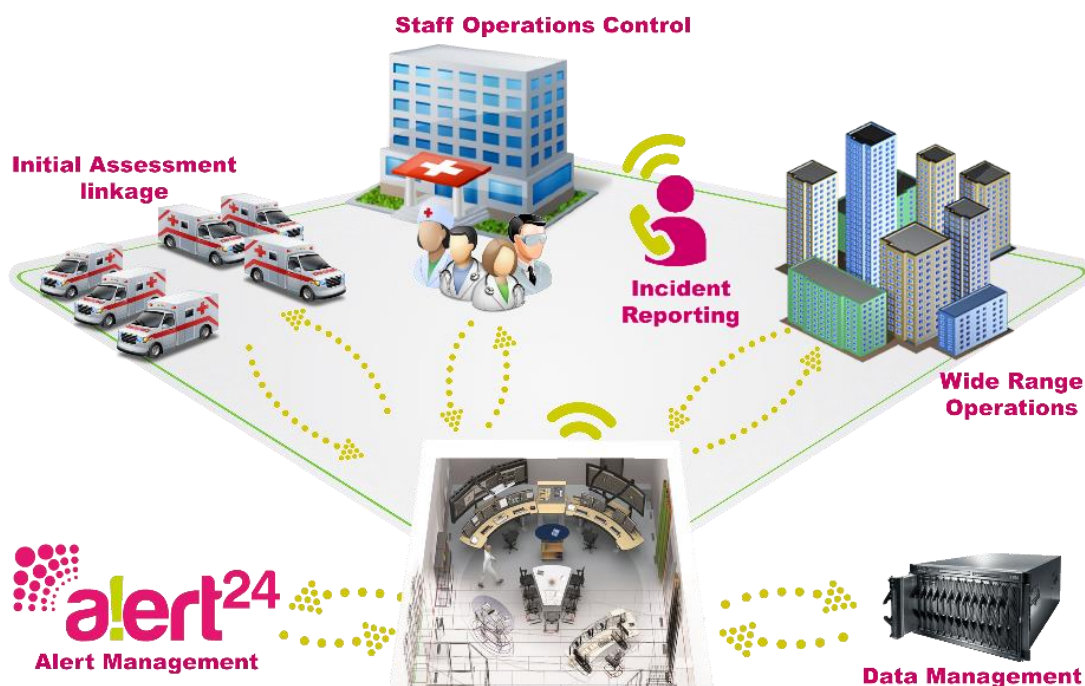 Staff Operations Control
Initial Assessment
linkage
Incident
Reporting
Wide Range
Operations
a!ert24
Alert Management
Data Management